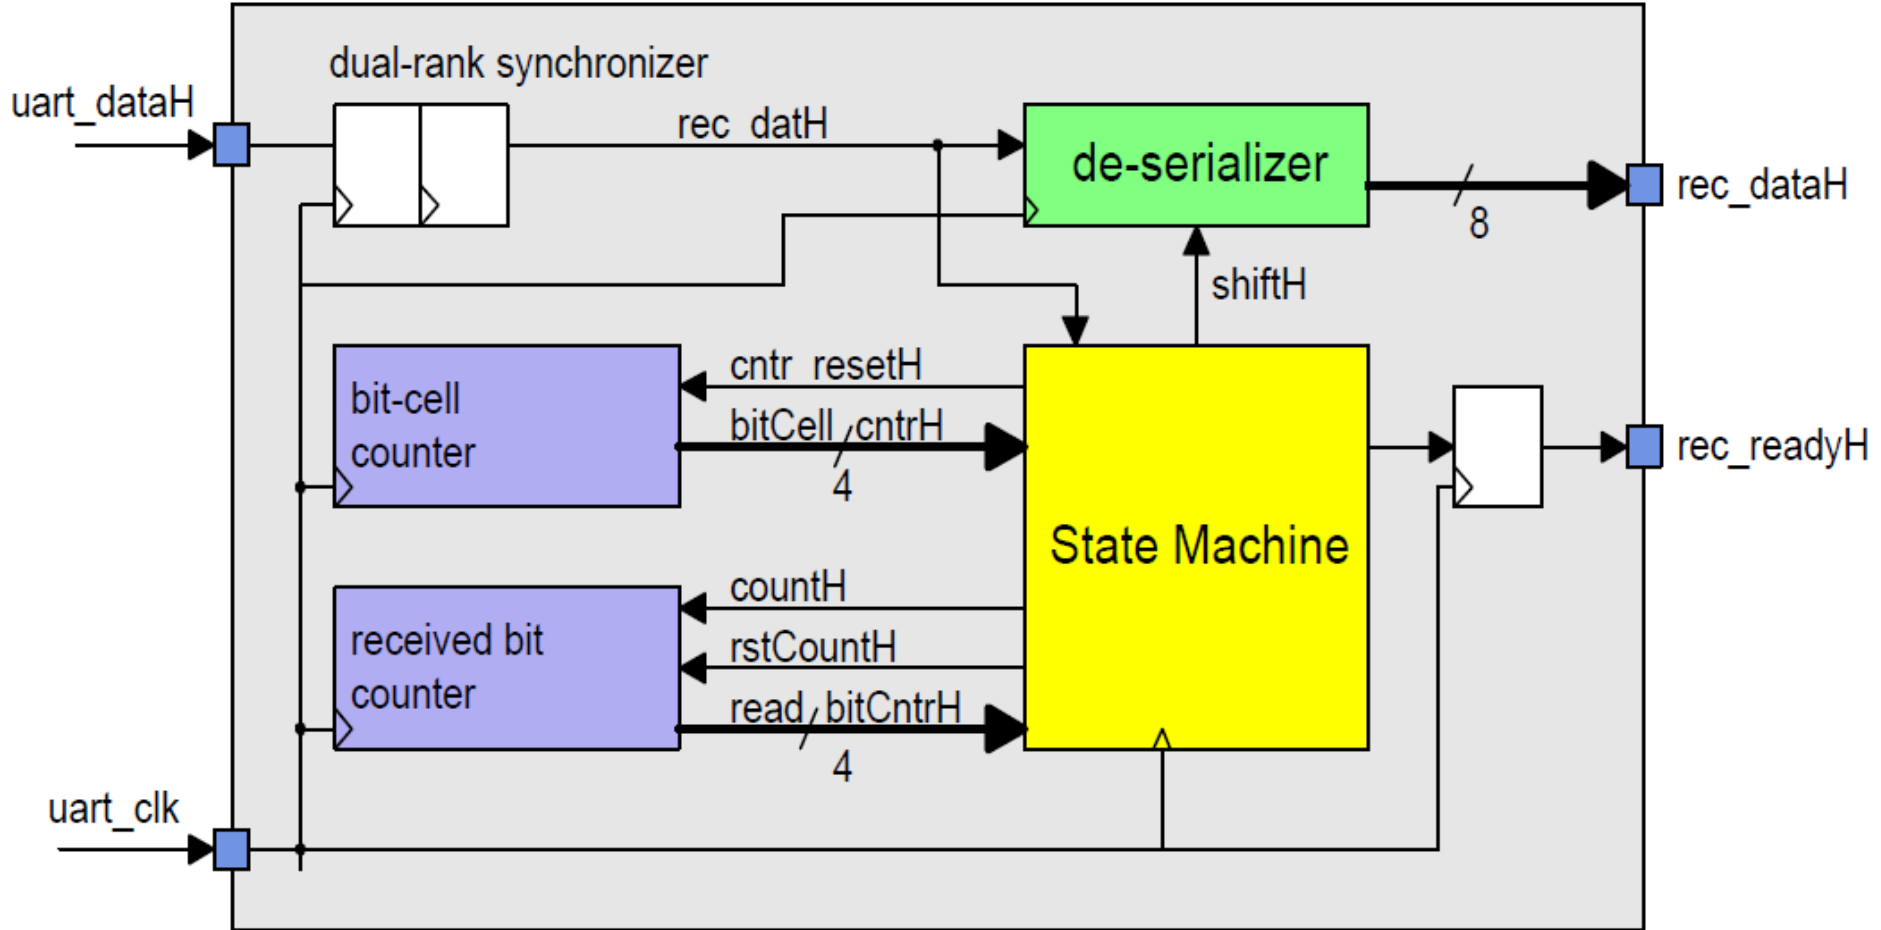 dual-rank synchronizer
uart_dataH
rec_datH
de-serializer
rec_dataH
8
shiftH
bit-cell
counter
cntr_resetH
bitCell_cntrH
4
State Machine
rec_readyH
received bit
counter
countH
rstCountH
read_bitCntrH
4
uart_clk